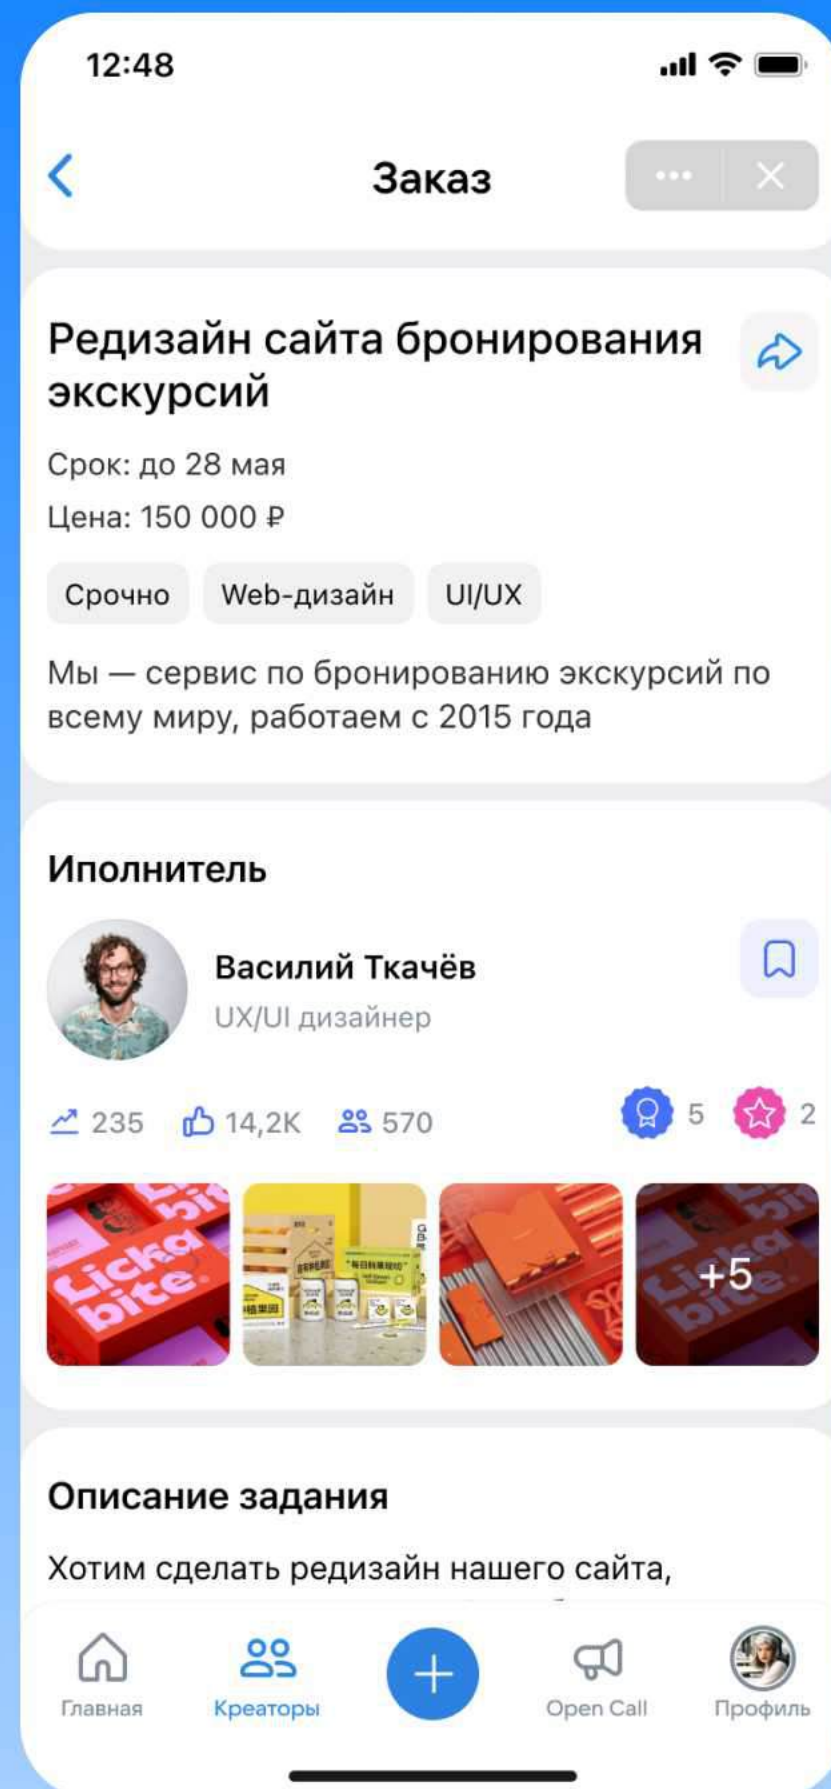 12:48
Заказ
Редизайн сайта бронирования
экскурсий
Срок: до 28 мая
Цена: 150 000 ₽
Срочно Web-дизайн UI/UX
Мы — сервис по бронированию экскурсий по
всему миру, работаем с 2015 года
Иполнитель
Василий Ткачёв
UX/UI дизайнер
235 14,2K 570 5 2
Licka
bite
+5
Описание задания
Хотим сделать редизайн нашего сайта,
Главная Креаторы Open Call Профиль